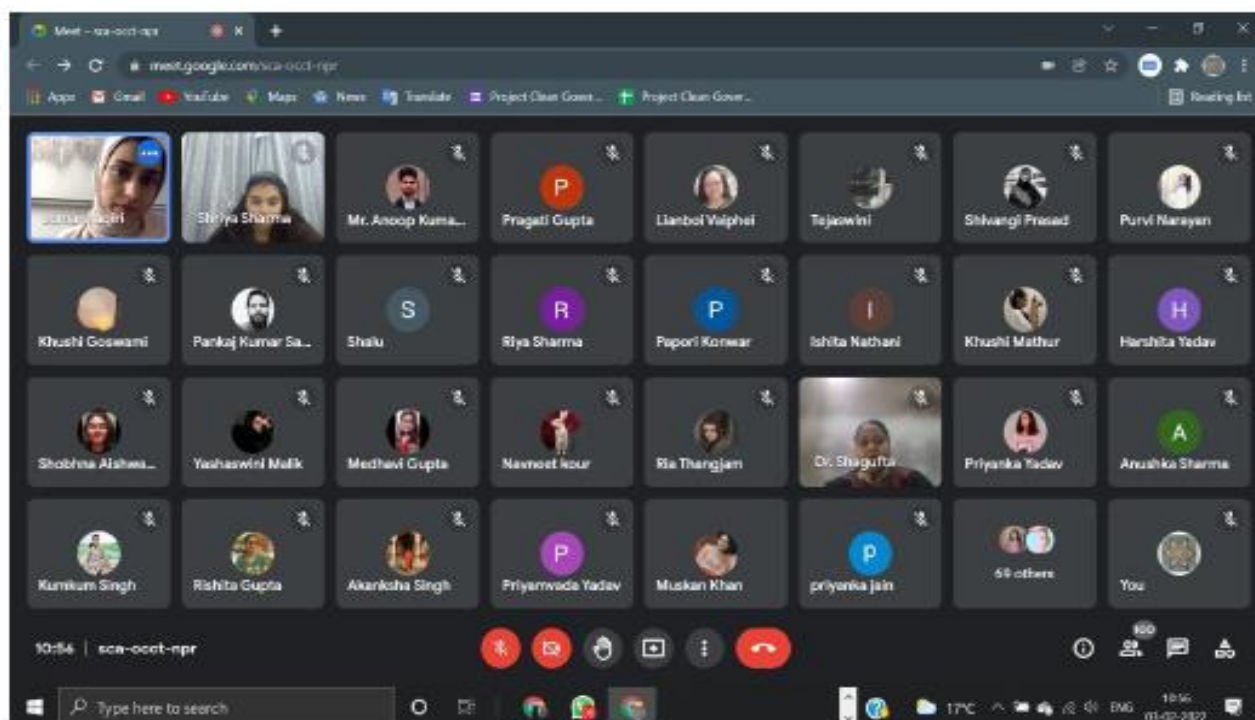 Meet - sca-occt-npr
meet.google.com/sca-occt-npr
Apps Gmail YouTube Maps News Translate Project Clean Gover... Project Clean Gover... Reading list
Shriya Sharma Mr. Anoop Kuma... Pragati Gupta Lianboi Vaiphei Tejaswini Shivangi Prasad Purvi Narayan
Khushi Goswami Pankaj Kumar Sa... S Shalu R Riya Sharma P Papori Konwar I Ishita Nathani Khushi Mathur H Harshita Yadav
Shobhna Aishwa... Yashaswini Malik Medhavi Gupta Navneet kour Ria Thangjam Dr. Shagufta Priyanka Yadav A Anushka Sharma
Kumkum Singh Rishita Gupta Akanksha Singh P Priyamvada Yadav Muskan Khan p priyanka jain 69 others You
10:56 | sca-occt-npr 100
Type here to search 17°C ENG 10:56
01-02-2022